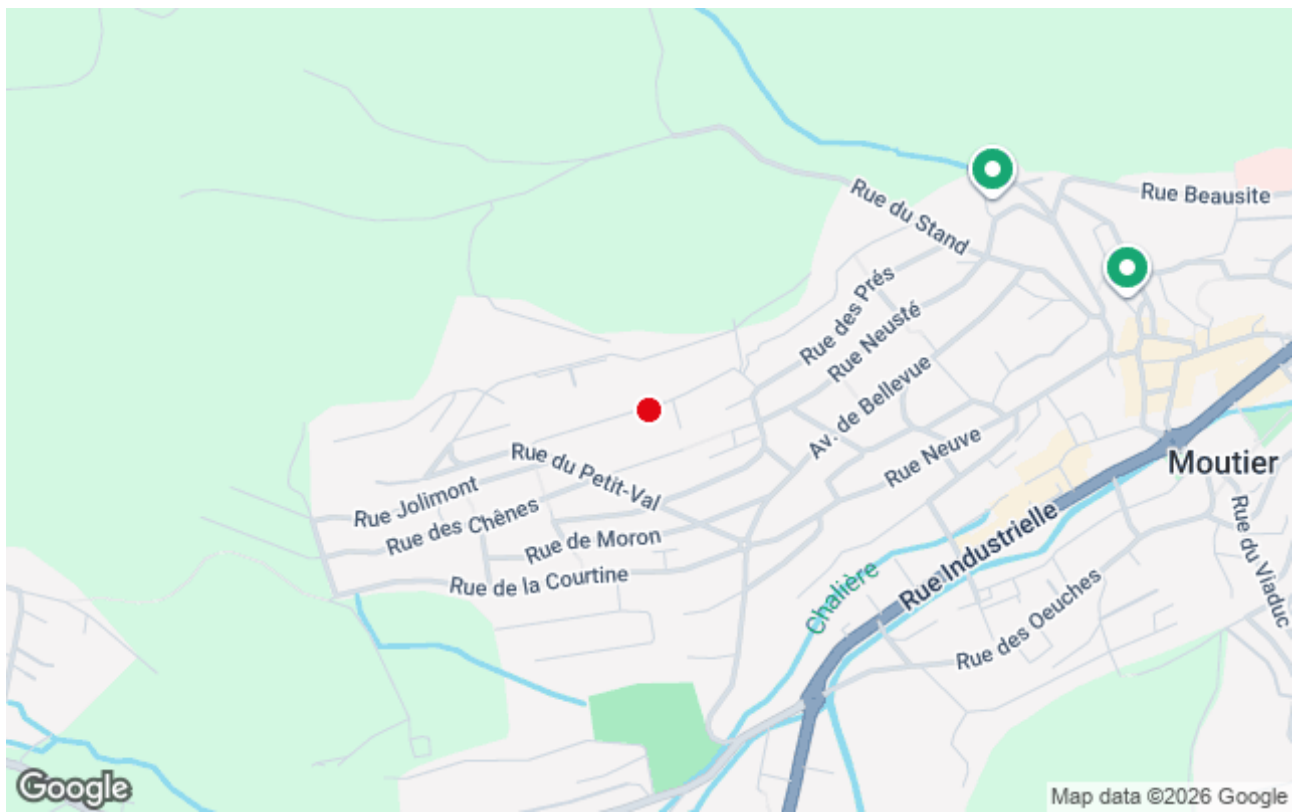 Rue du Stand
Rue Beausite
Rue des Prés
Rue Neusté
Av. de Bellevue
Rue Neuve
Moutier
Rue du Petit-Val
Rue Jolimont
Rue des Chênes
Rue de Moron
Rue de la Courtine
Chalière
Rue Industrielle
Rue des Oeuches
Rue du Viaduc
Google
Map data ©2026 Google